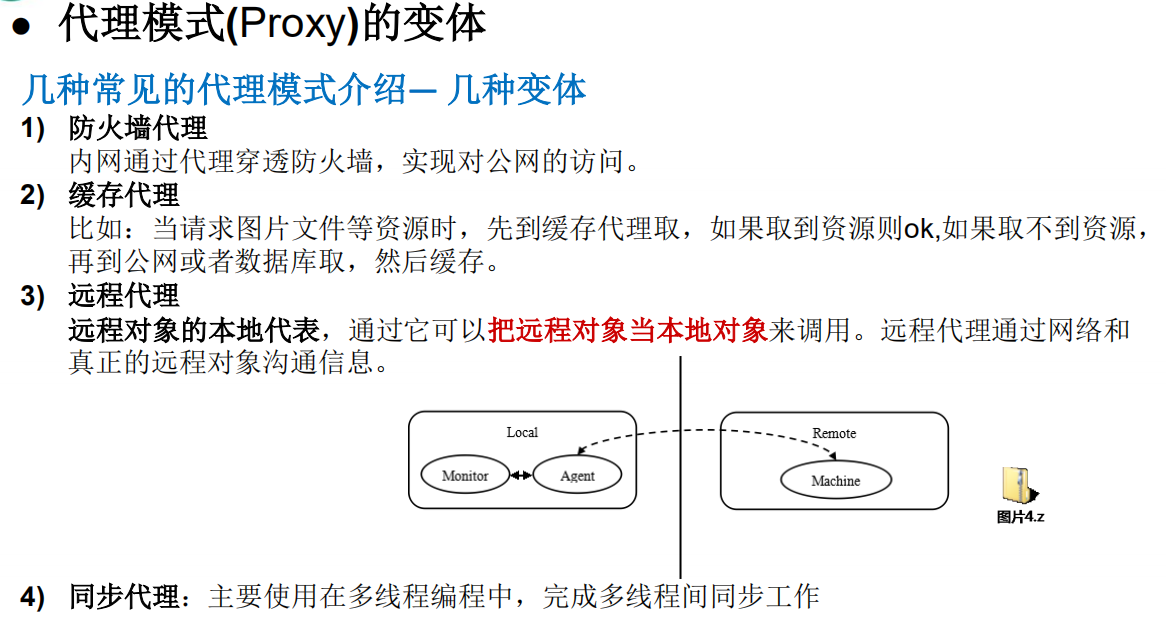 ● 代理模式(Proxy)的变体
几种常见的代理模式介绍— 几种变体
1) 防火墙代理
内网通过代理穿透防火墙，实现对公网的访问。
2) 缓存代理
比如：当请求图片文件等资源时，先到缓存代理取，如果取到资源则ok,如果取不到资源，
再到公网或者数据库取，然后缓存。
3) 远程代理
远程对象的本地代表，通过它可以把远程对象当本地对象来调用。远程代理通过网络和
真正的远程对象沟通信息。
Local
Remote
Monitor
Agent
Machine
图片4.z
4) 同步代理：主要使用在多线程编程中，完成多线程间同步工作